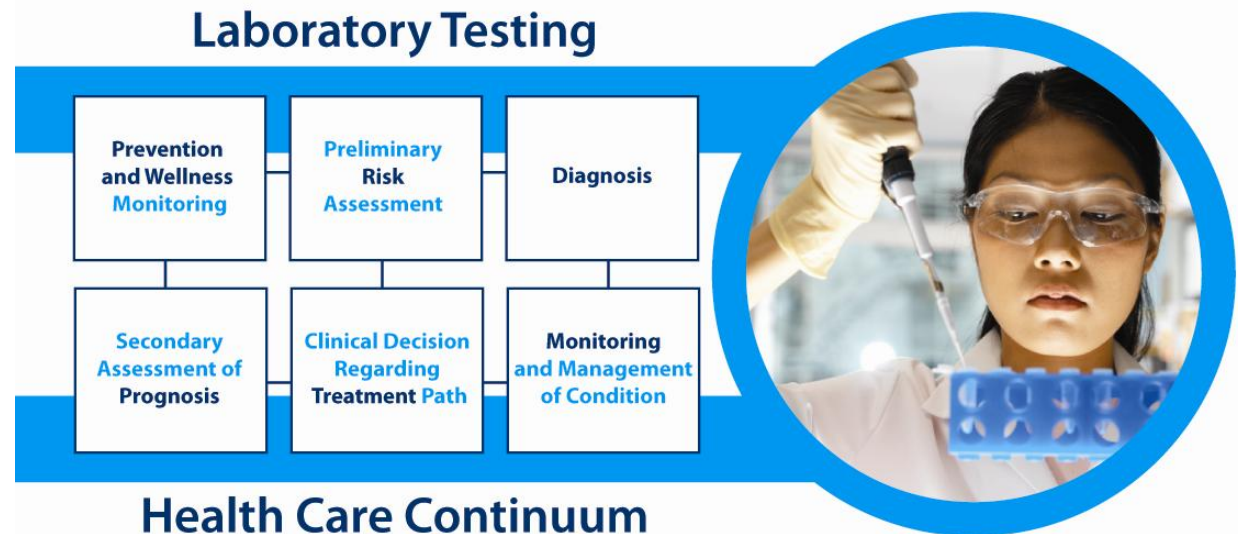 Laboratory Testing
Prevention
and Wellness
Monitoring
Preliminary
Risk
Assessment
Diagnosis
Secondary
Assessment of
Prognosis
Clinical Decision
Regarding
Treatment Path
Monitoring
and Management
of Condition
Health Care Continuum